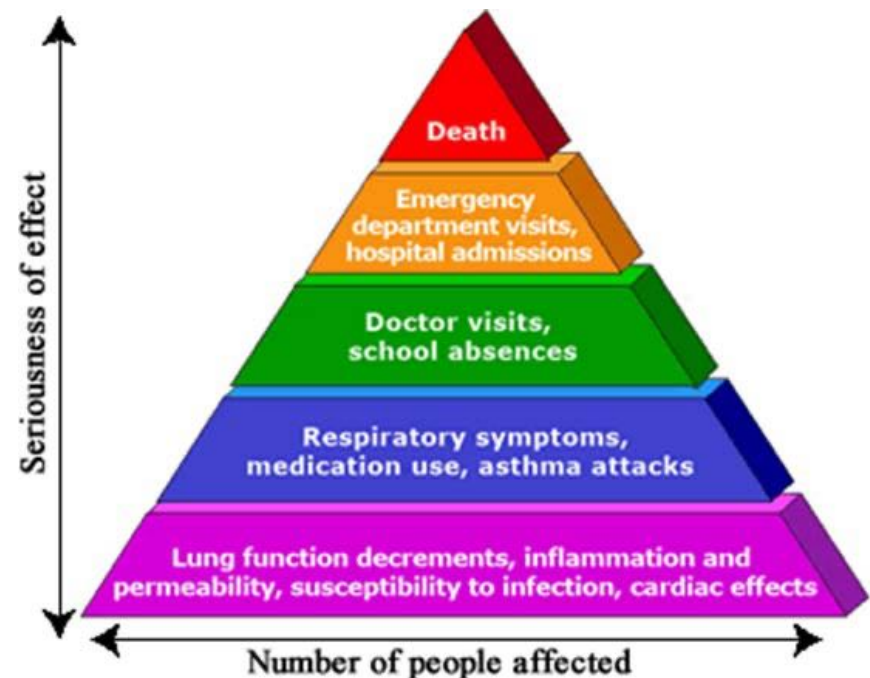 Seriousness of effect
Death
Emergency
department visits,
hospital admissions
Doctor visits,
school absences
Respiratory symptoms,
medication use, asthma attacks
Lung function decrements, inflammation and
permeability, susceptibility to infection, cardiac effects
Number of people affected